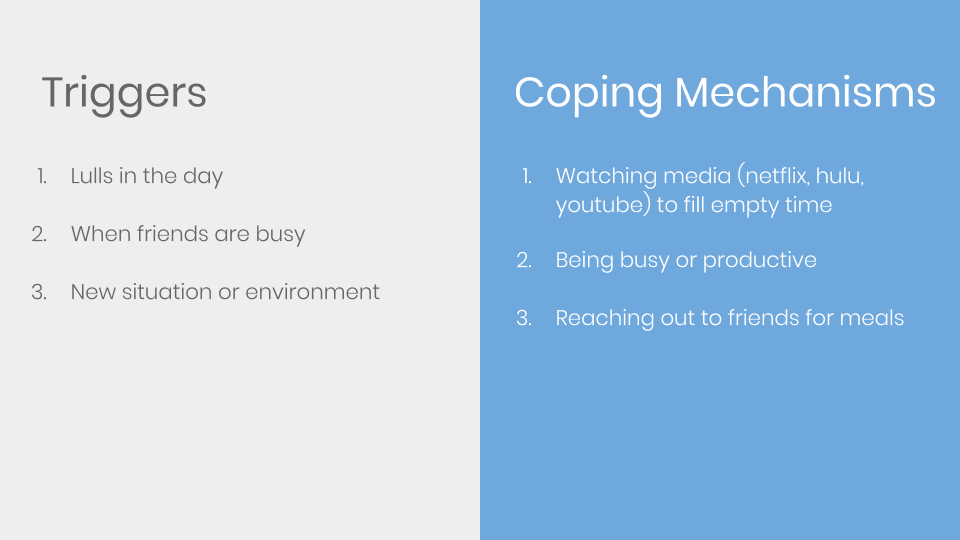 Triggers
1. Lulls in the day
2. When friends are busy
3. New situation or environment
Coping Mechanisms
1. Watching media (netflix, hulu,
youtube) to fill empty time
2. Being busy or productive
3. Reaching out to friends for meals